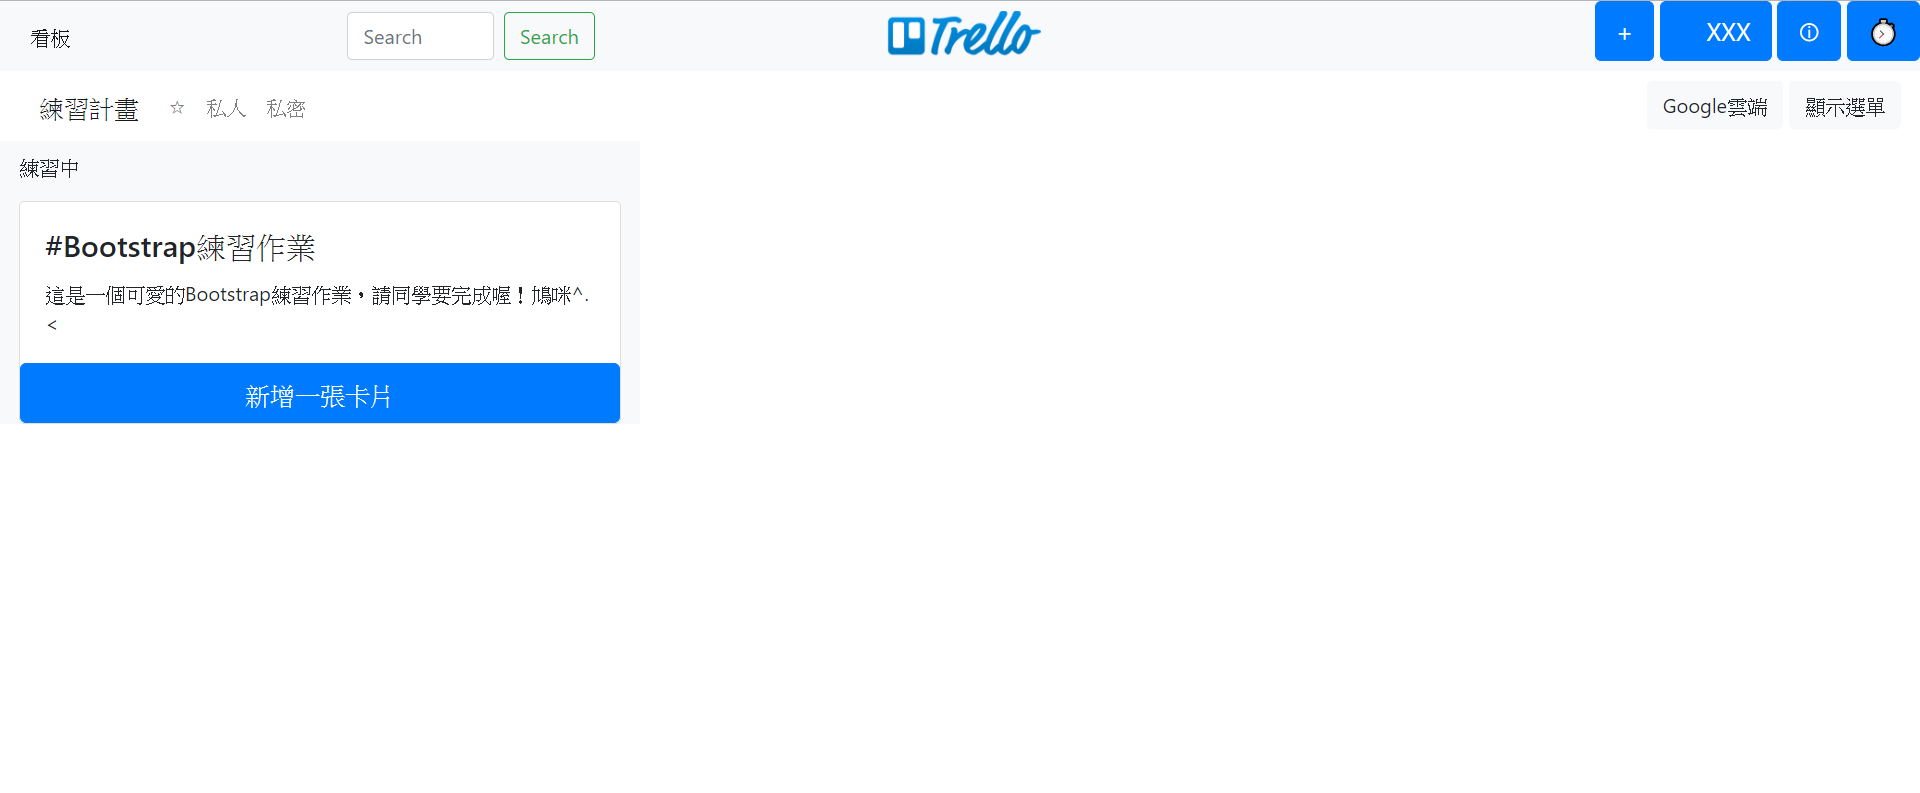 看板
Search
Search
Trello
+
XXX
練習計畫
☆
私人
私密
Google雲端
顯示選單
練習中
#Bootstrap練習作業
這是一個可愛的Bootstrap練習作業，請同學要完成喔！鳩咪^.
<
新增一張卡片